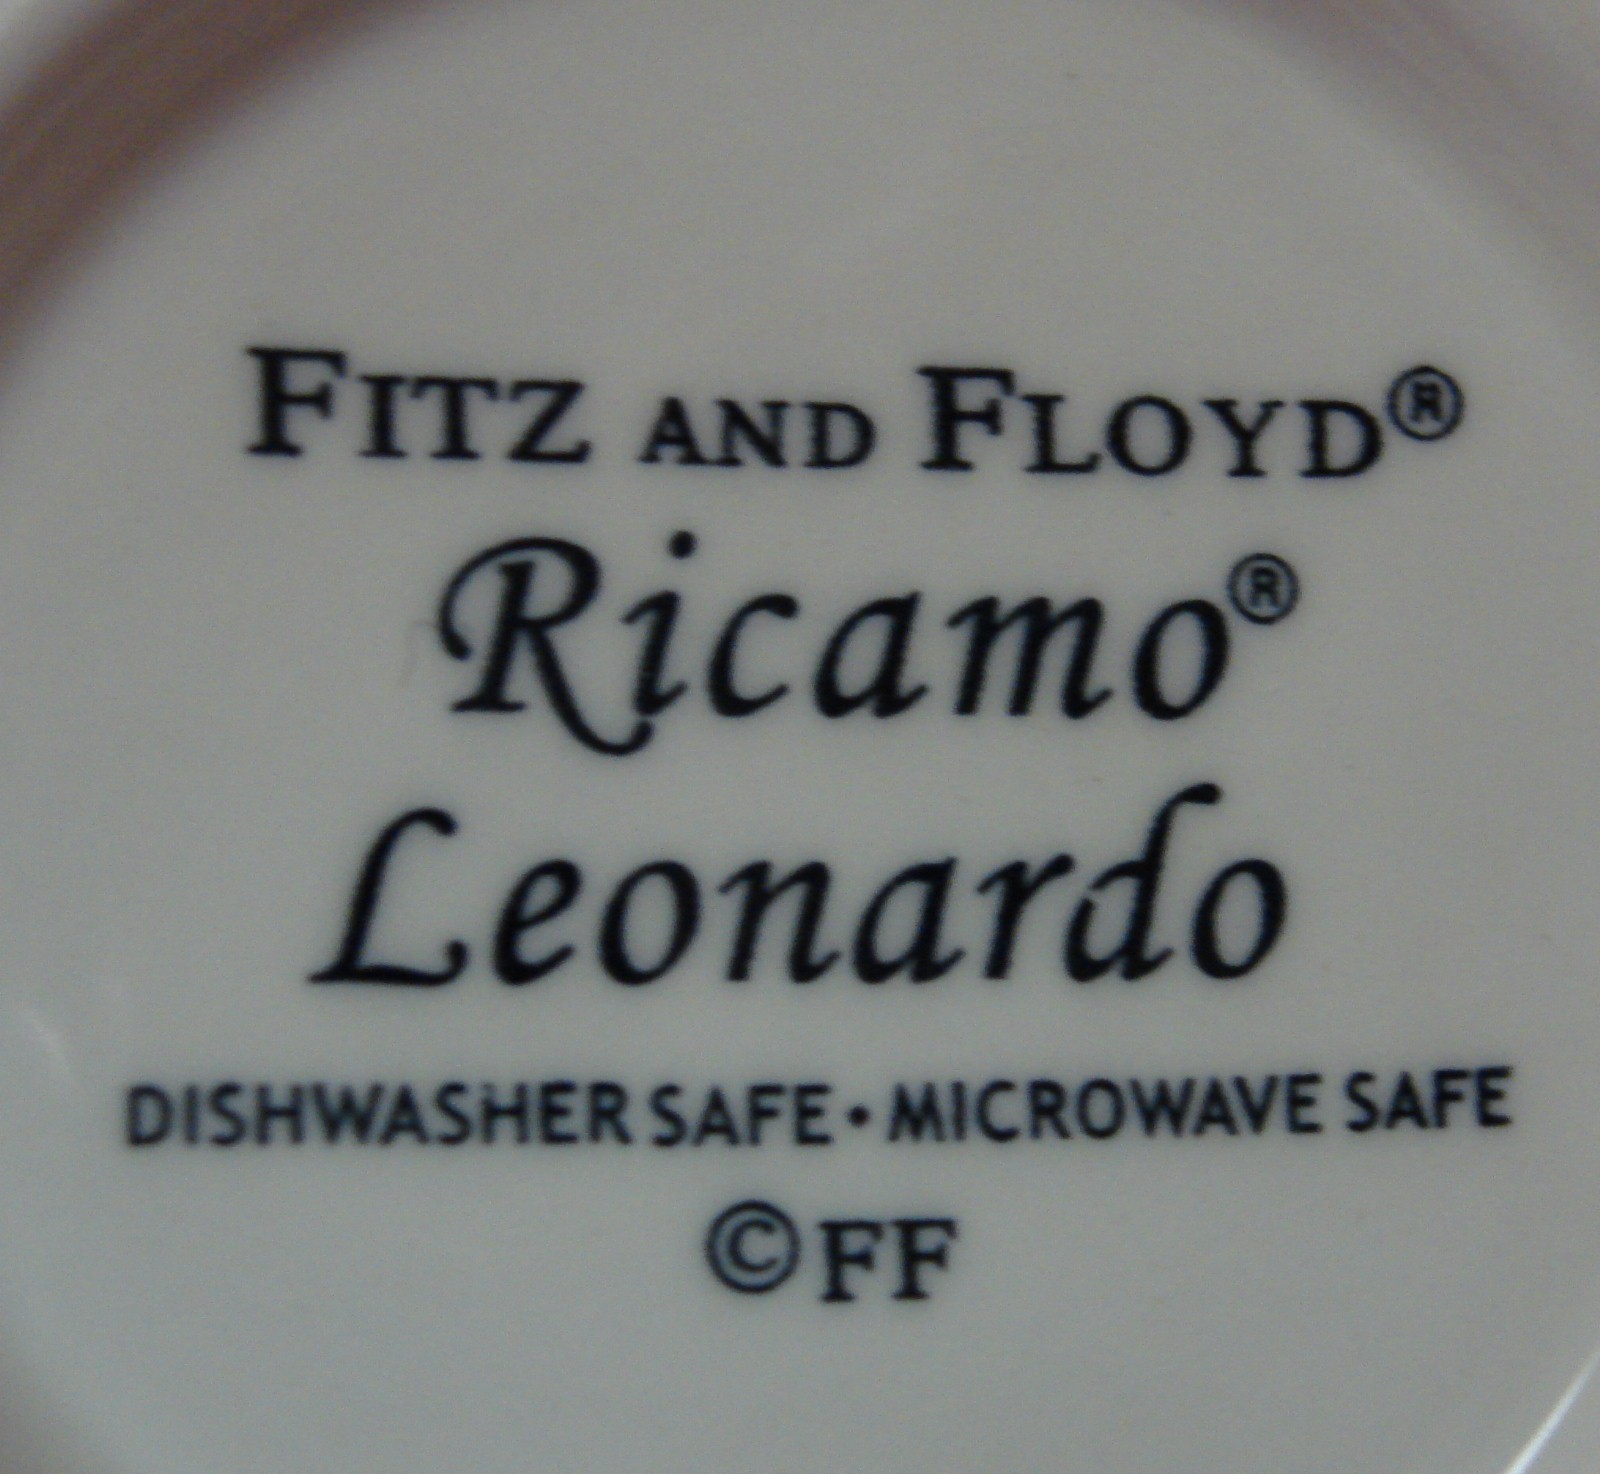 FITZ AND FLOYD®
Ricamo®
Leonardo
DISHWASHER SAFE • MICROWAVE SAFE
©FF